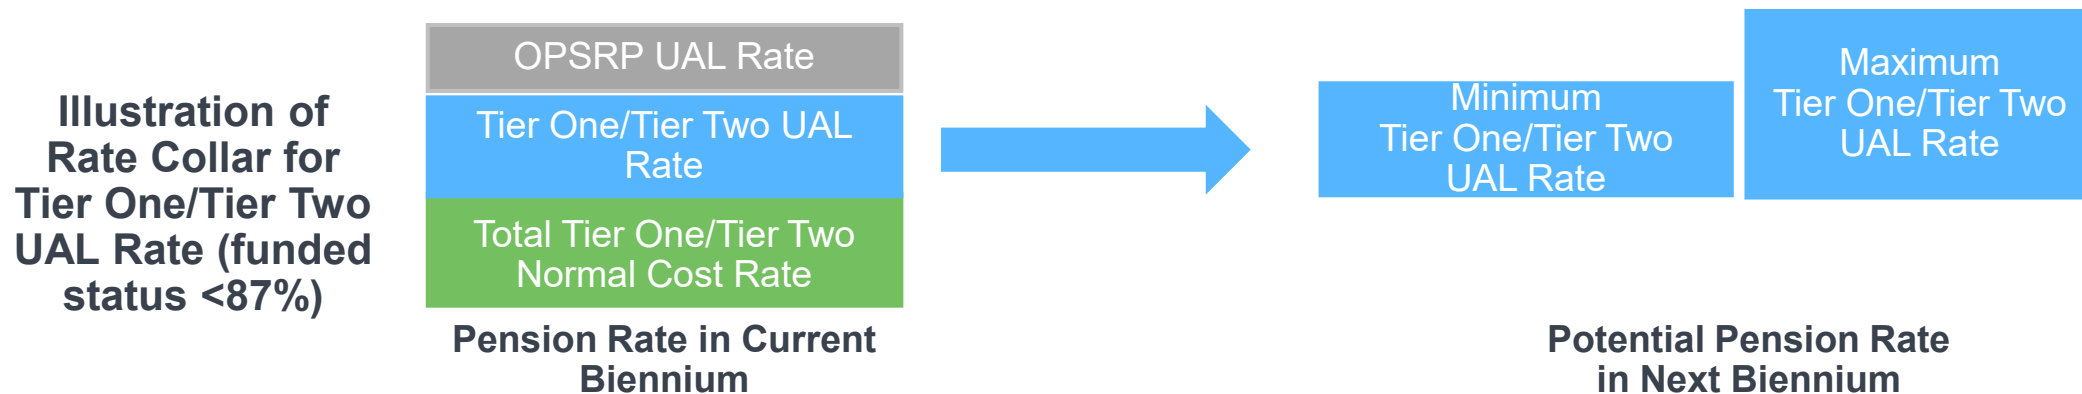 Illustration of
Rate Collar for
Tier One/Tier Two
UAL Rate (funded
status <87%)
OPSRP UAL Rate
Tier One/Tier Two UAL
Rate
Total Tier One/Tier Two
Normal Cost Rate
Pension Rate in Current
Biennium
Minimum
Tier One/Tier Two
UAL Rate
Maximum
Tier One/Tier Two
UAL Rate
Potential Pension Rate
in Next Biennium